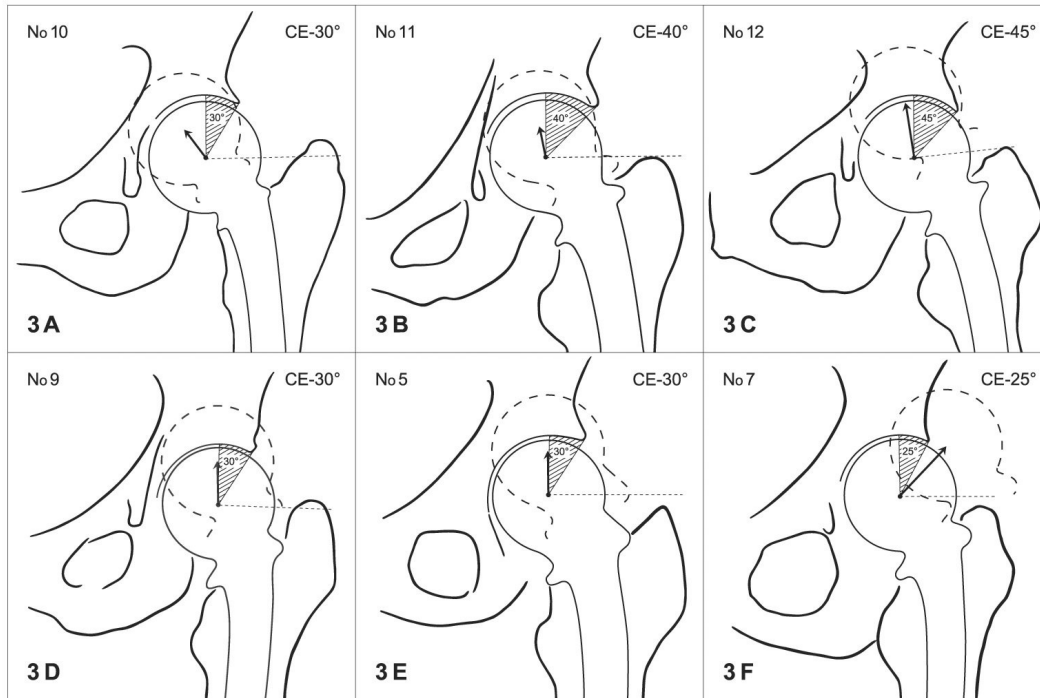 No 10 CE-30°
30°
3 A
No 11 CE-40°
40°
3 B
No 12 CE-45°
45°
3 C
No 9 CE-30°
30°
3 D
No 5 CE-30°
30°
3 E
No 7 CE-25°
25°
3 F